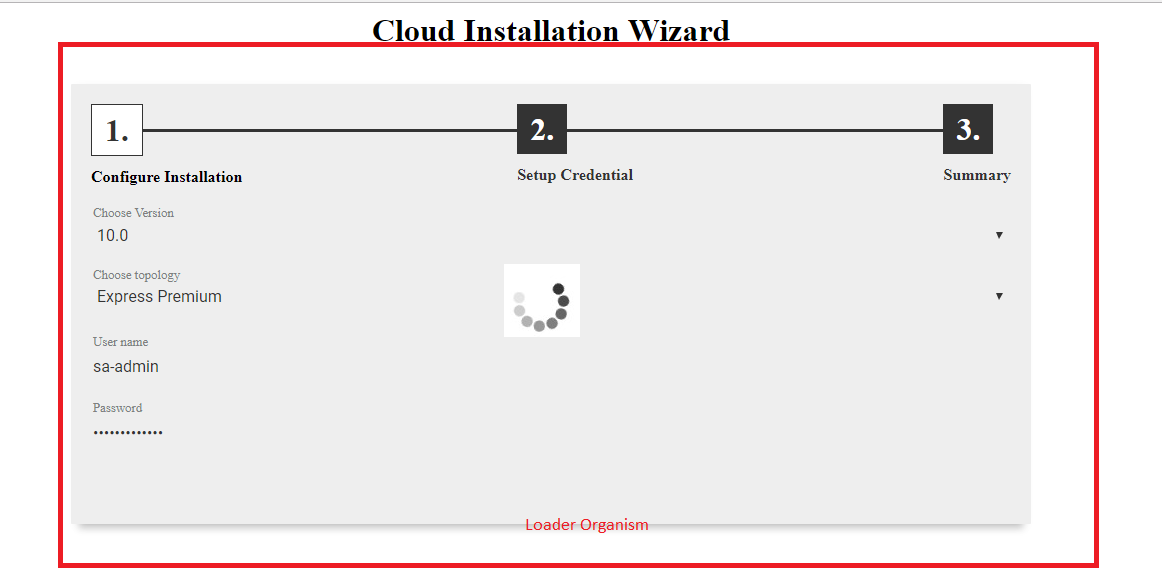 Cloud Installation Wizard
1. 2. 3.
Configure Installation Setup Credential Summary
Choose Version
10.0
Choose topology
Express Premium
User name
sa-admin
Password
•••••••••••••
Loader Organism